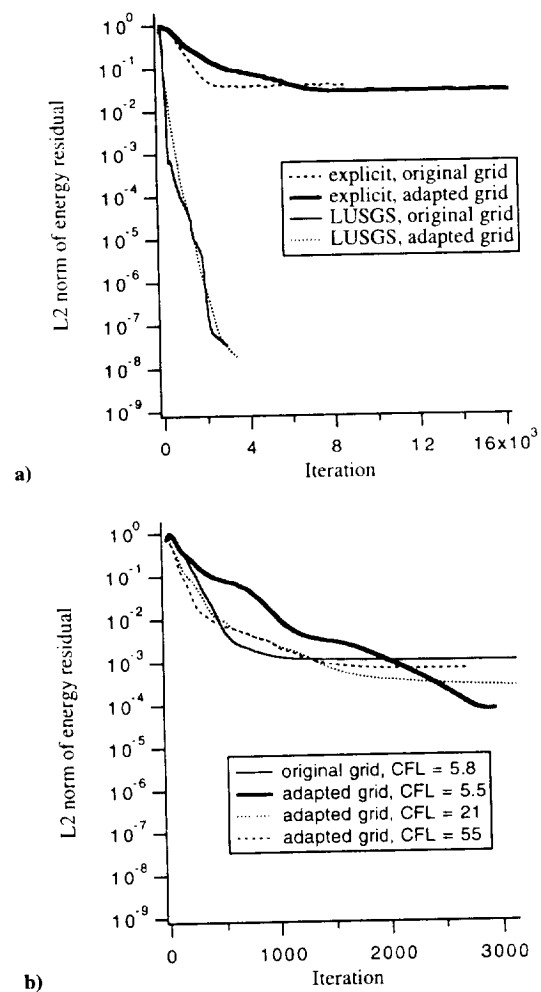 10⁰
10⁻¹
10⁻²
10⁻³
10⁻⁴
10⁻⁵
10⁻⁶
10⁻⁷
10⁻⁸
10⁻⁹
L2 norm of energy residual
explicit, original grid
explicit, adapted grid
LUSGS, original grid
LUSGS, adapted grid
0 4 8 12 16x10³
Iteration
a)
10⁰
10⁻¹
10⁻²
10⁻³
10⁻⁴
10⁻⁵
10⁻⁶
10⁻⁷
10⁻⁸
10⁻⁹
L2 norm of energy residual
original grid, CFL = 5.8
adapted grid, CFL = 5.5
adapted grid, CFL = 21
adapted grid, CFL = 55
0 1000 2000 3000
Iteration
b)